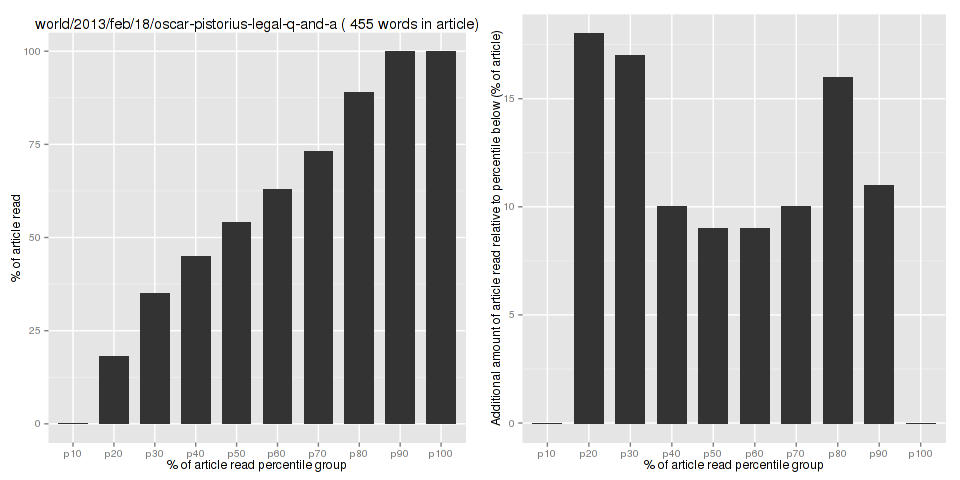 world/2013/feb/18/oscar-pistorius-legal-q-and-a ( 455 words in article)
% of article read
100
75
50
25
0
p10 p20 p30 p40 p50 p60 p70 p80 p90 p100
% of article read percentile group
Additional amount of article read relative to percentile below (% of article)
15
10
5
0
p10 p20 p30 p40 p50 p60 p70 p80 p90 p100
% of article read percentile group